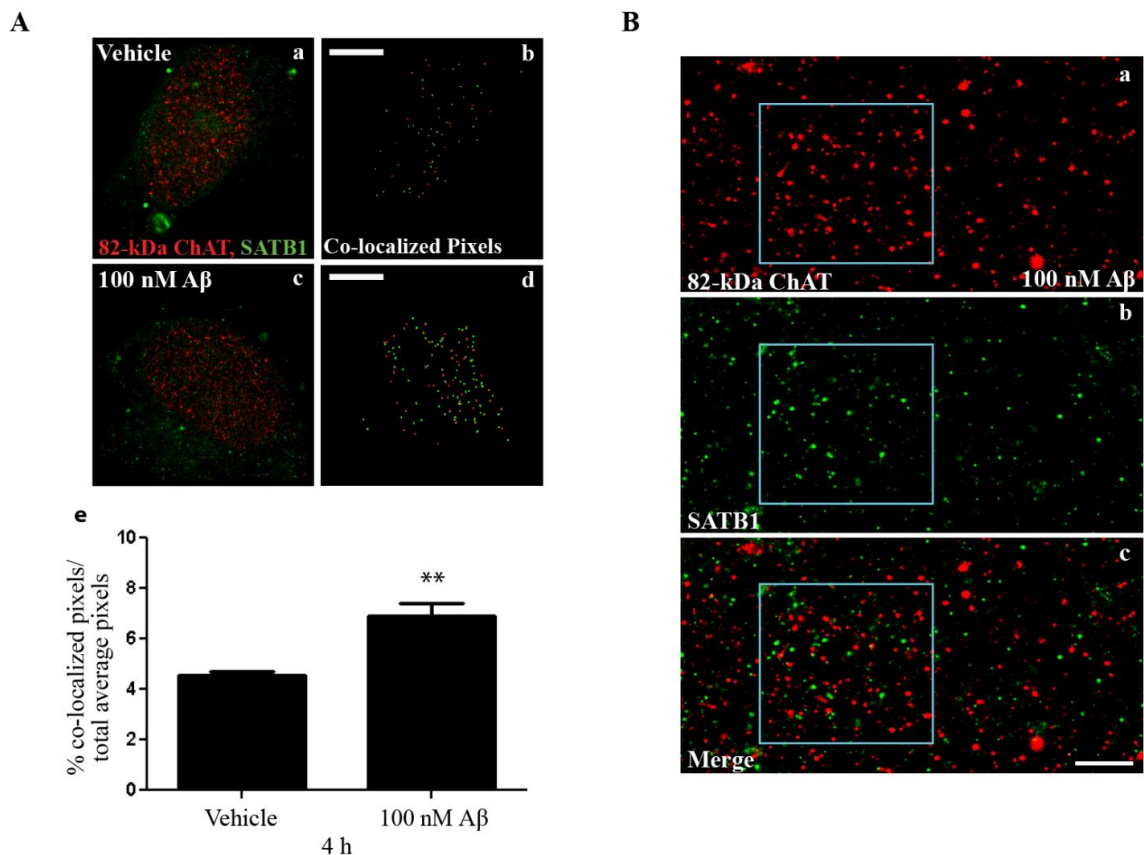 A
Vehicle
a
b
82-kDa ChAT, SATB1
Co-localized Pixels
100 nM Aβ
c
d
e
% co-localized pixels/
total average pixels
10
8
6
4
2
0
**
Vehicle
100 nM Aβ
4 h
B
a
82-kDa ChAT
100 nM Aβ
b
SATB1
c
Merge